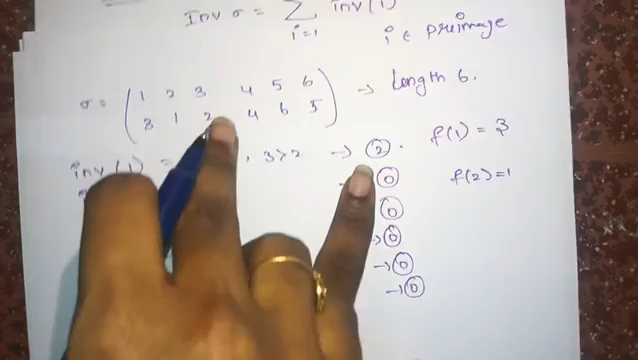 Inv σ = Σ inv(i)
i=1 i ∈ preimage
σ = ( 1 2 3 4 5 6 → Length 6.
3 1 2 4 6 5 )
inv(1) = , 3>2 → 2 . f(1) = 3
0 f(2)=1
0
→ 0
→ 0
→ 0